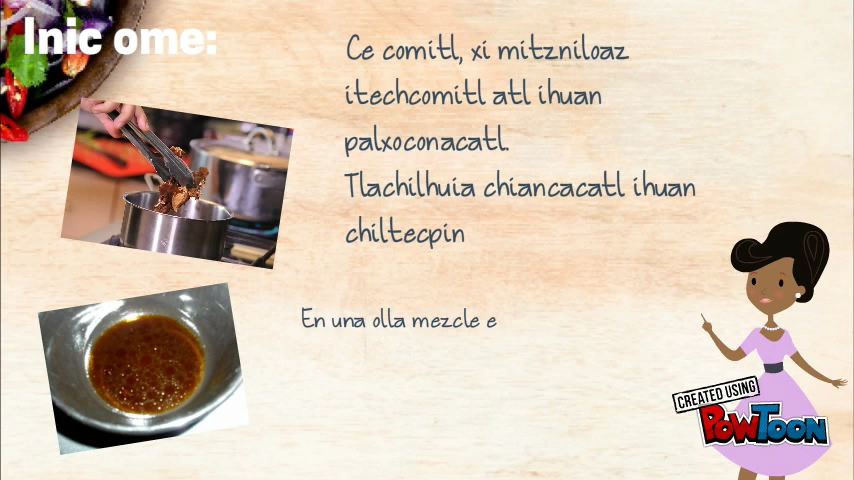 Inic ome:
Ce comitl, xi mitzniloaz
itechcomitl atl ihuan
palxoconacatl.
Tlachilhuia chiancacatl ihuan
chiltecpin
En una olla mezcle e
CREATED USING
POWTOON